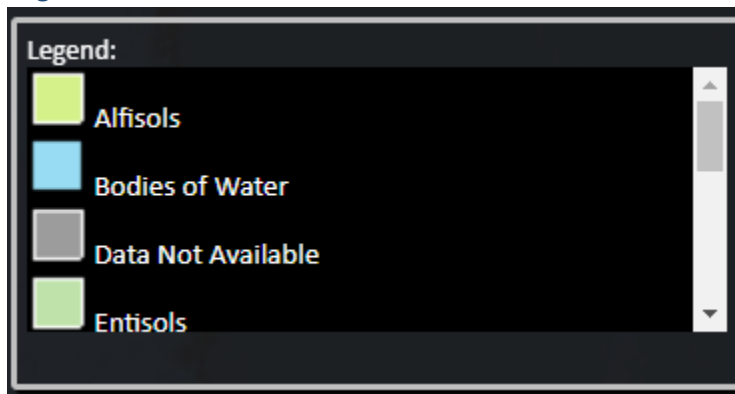 Legend:
Alfisols
Bodies of Water
Data Not Available
Entisols